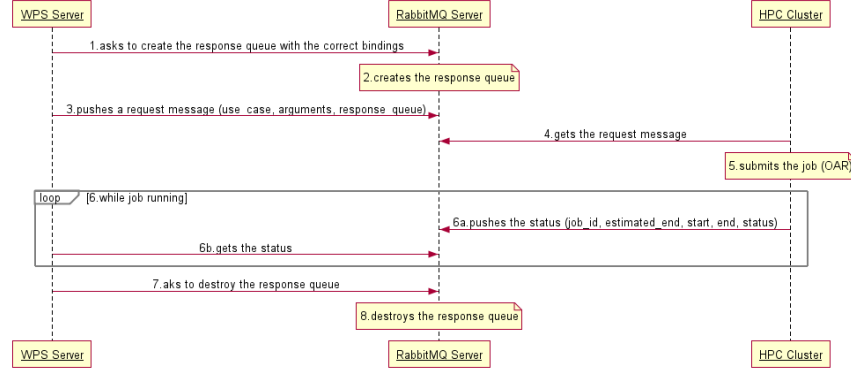 WPS Server RabbitMQ Server HPC Cluster
1.asks to create the response queue with the correct bindings
2.creates the response queue
3.pushes a request message (use_case, arguments, response_queue)
4.gets the request message
5.submits the job (OAR)
loop [6.while job running]
6a.pushes the status (job_id, estimated_end, start, end, status)
6b.gets the status
7.aks to destroy the response queue
8.destroys the response queue
WPS Server RabbitMQ Server HPC Cluster